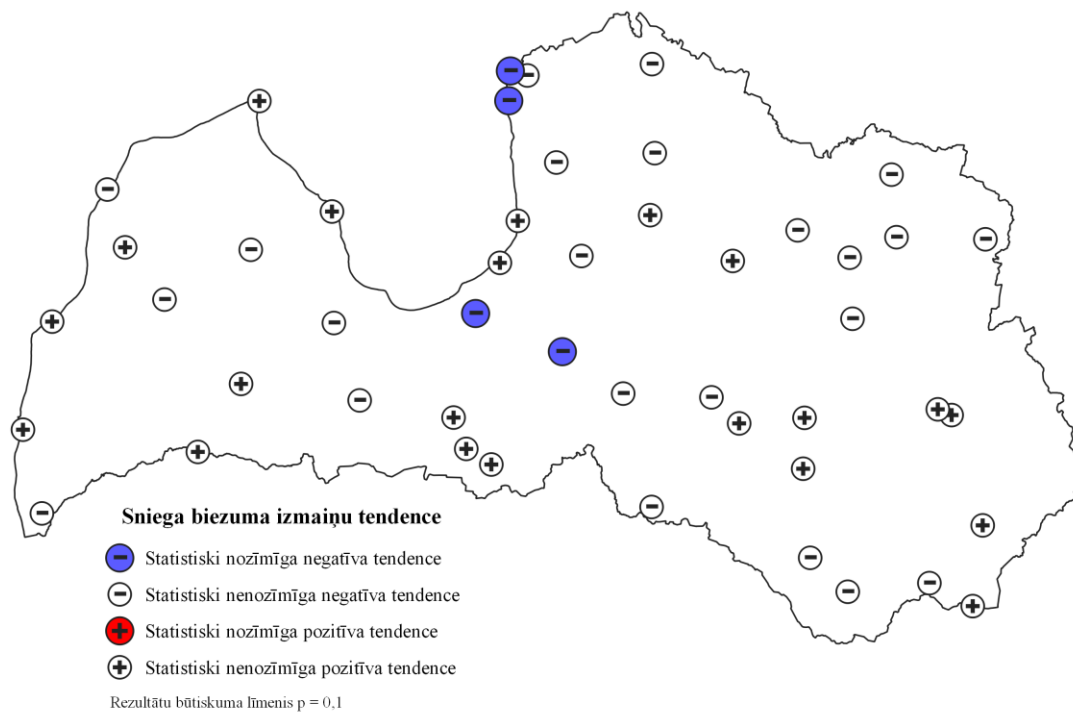 Sniega biezuma izmaiņu tendence
Statistiski nozīmīga negatīva tendence
Statistiski nenozīmīga negatīva tendence
Statistiski nozīmīga pozitīva tendence
Statistiski nenozīmīga pozitīva tendence
Rezultātu būtiskuma līmenis p = 0,1